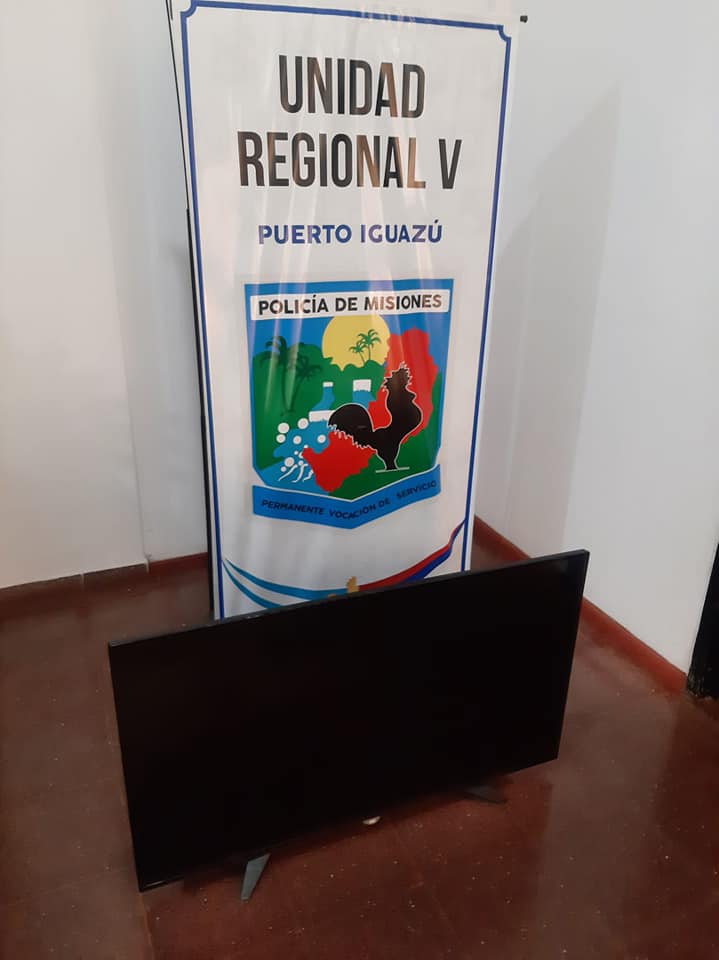 UNIDAD
REGIONAL V
PUERTO IGUAZÚ
POLICÍA DE MISIONES
PERMANENTE VOCACIÓN DE SERVICIO